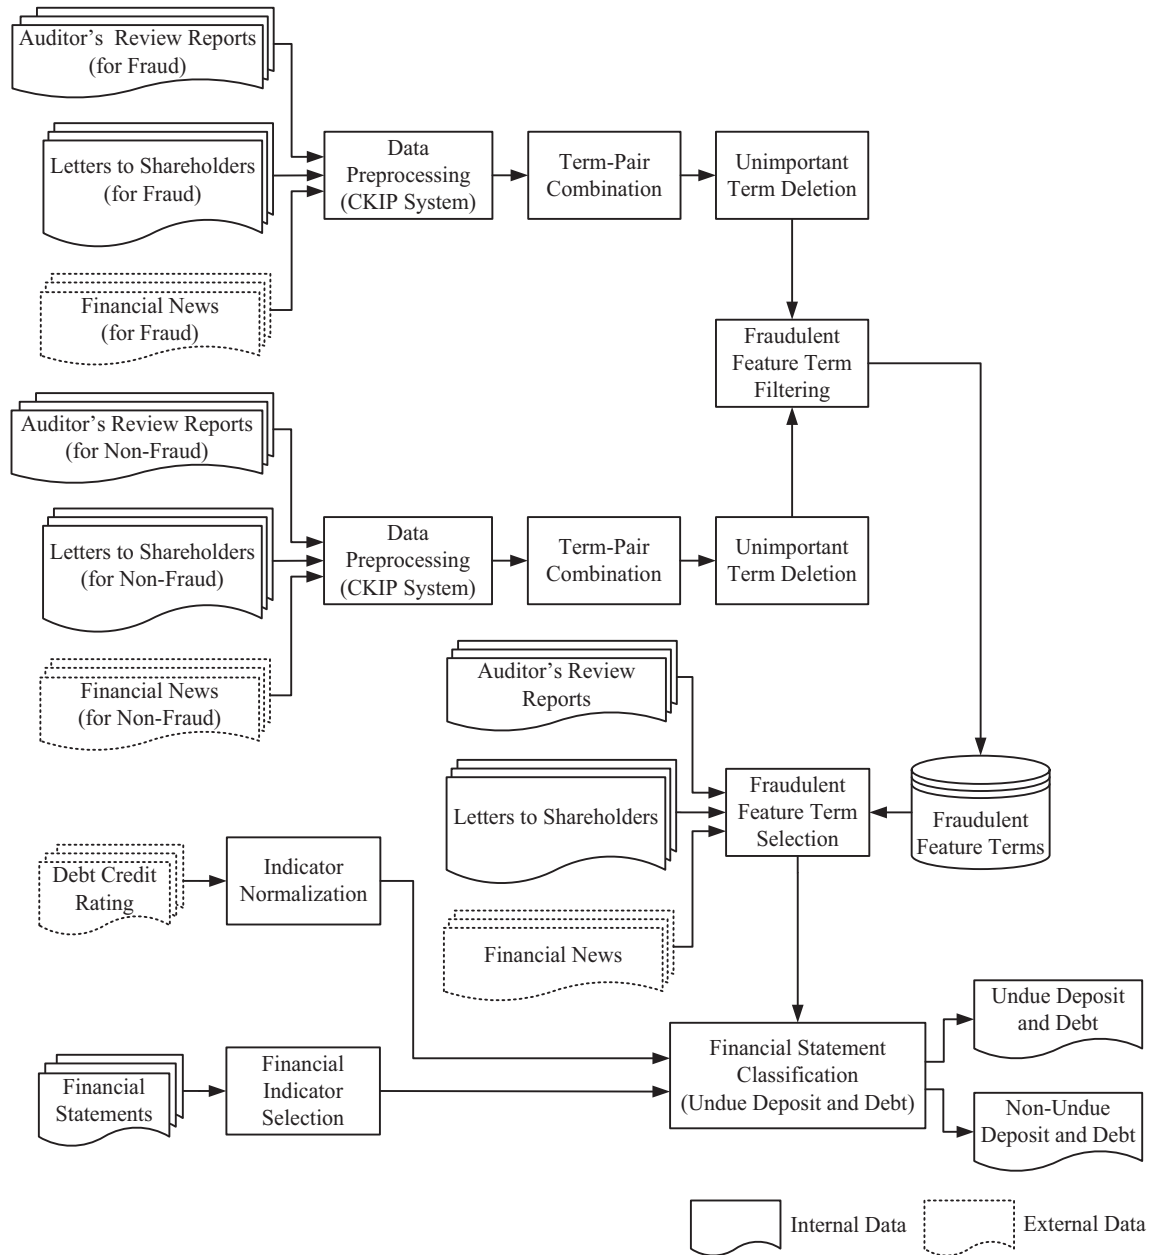 Auditor's Review Reports
(for Fraud)
Letters to Shareholders
(for Fraud)
Financial News
(for Fraud)
Data
Preprocessing
(CKIP System)
Term-Pair
Combination
Unimportant
Term Deletion
Fraudulent
Feature Term
Filtering
Auditor's Review Reports
(for Non-Fraud)
Letters to Shareholders
(for Non-Fraud)
Financial News
(for Non-Fraud)
Data
Preprocessing
(CKIP System)
Term-Pair
Combination
Unimportant
Term Deletion
Auditor's Review
Reports
Letters to Shareholders
Financial News
Fraudulent
Feature Term
Selection
Fraudulent
Feature Terms
Debt Credit
Rating
Indicator
Normalization
Financial
Statements
Financial
Indicator
Selection
Financial Statement
Classification
(Undue Deposit and Debt)
Undue Deposit
and Debt
Non-Undue
Deposit and Debt
Internal Data
External Data